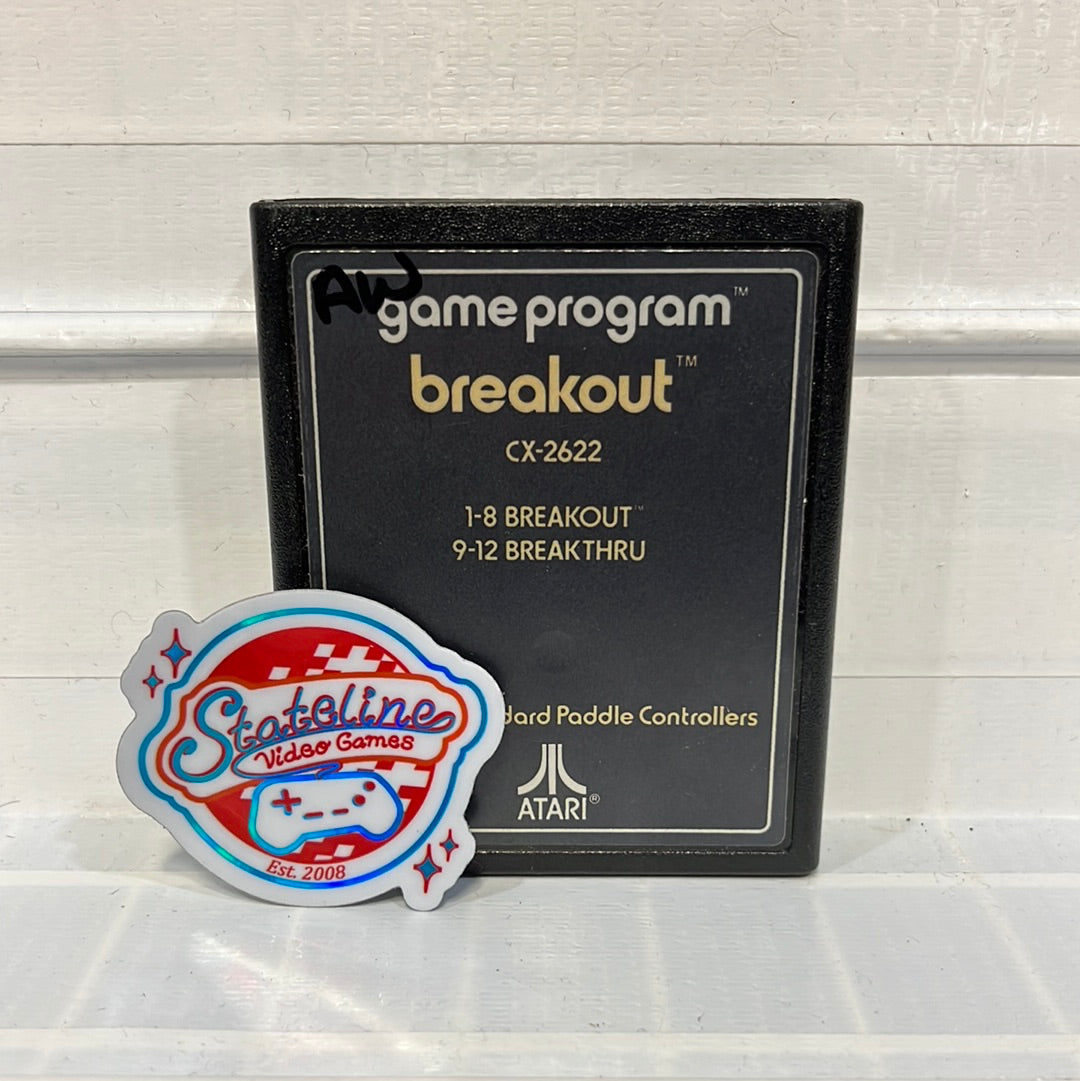 AW
game program™
breakout™
CX-2622
1-8 BREAKOUT™
9-12 BREAKTHRU
Paddle Controllers
ATARI®
Stateline
Video Games
Est. 2008